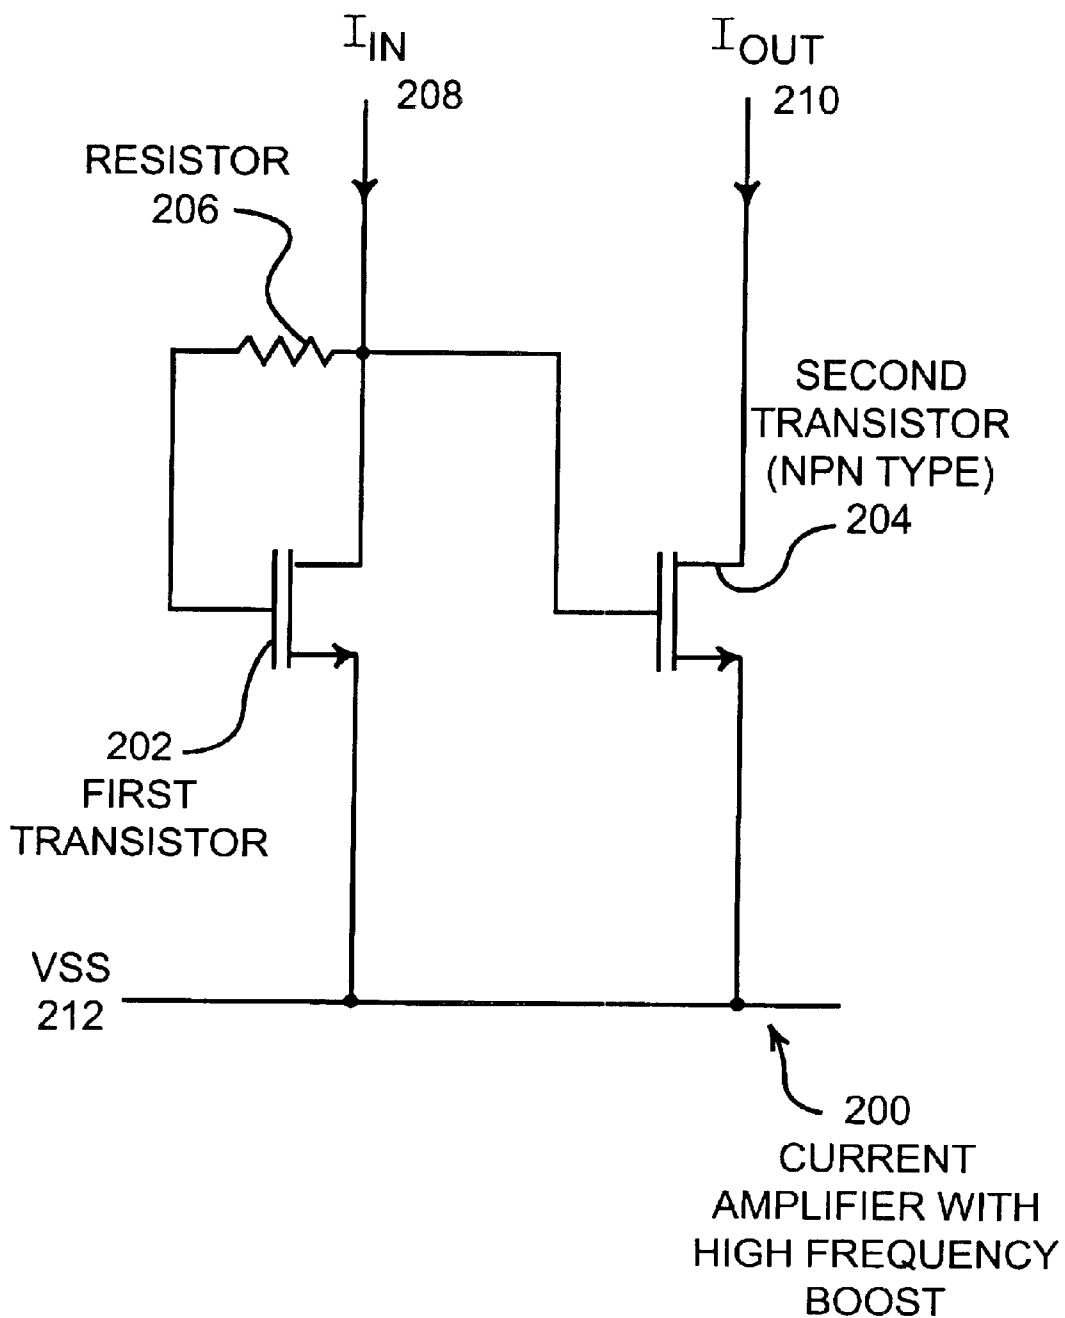 I_IN
208
I_OUT
210
RESISTOR
206
SECOND
TRANSISTOR
(NPN TYPE)
204
202
FIRST
TRANSISTOR
VSS
212
200
CURRENT
AMPLIFIER WITH
HIGH FREQUENCY
BOOST